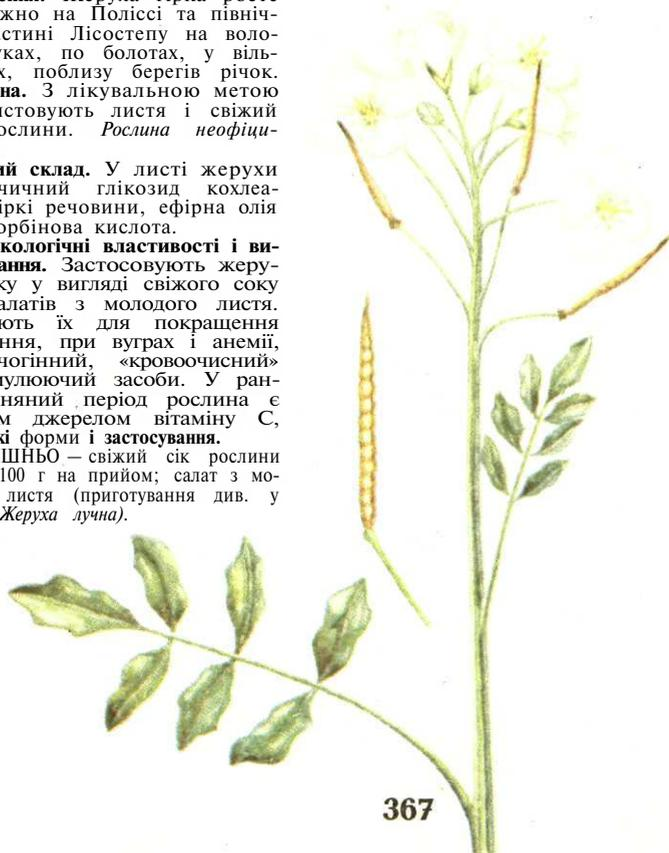 жно на Поліссі та північ-
стині Лісостепу на воло-
уках, по болотах, у віль-
х, поблизу берегів річок.
на. З лікувальною метою
истовують листя і свіжий
ослини. Рослина неофіци-
ий склад. У листі жерухи
чичний глікозид кохлеа-
іркі речовини, ефірна олія
орбінова кислота.
кологічні властивості і ви-
ання. Застосовують жеру-
ку у вигляді свіжого соку
алатів з молодого листя.
ють їх для покращення
ння, при вуграх і анемії,
чогінний, «кровоочисний»
мулюючий засоби. У ран-
няний період рослина є
м джерелом вітаміну С,
кі форми і застосування.
ШНЬО — свіжий сік рослини
100 г на прийом; салат з мо-
листя (приготування див. у
Жеруха лучна).
367